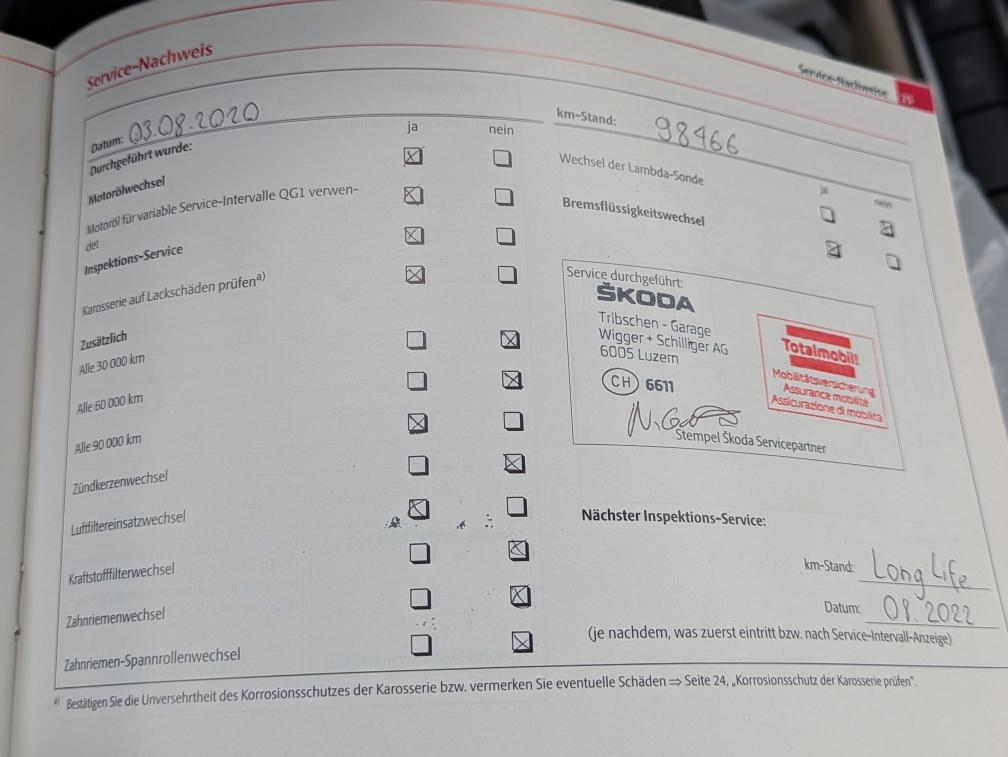 Service-Nachweis
Service-Nachweise
25
Datum: 03.08.2020
km-Stand: 98466
Durchgeführt wurde:
ja nein
Motorölwechsel
Motoröl für variable Service-Intervalle QG1 verwen-
det
Inspektions-Service
Karosserie auf Lackschäden prüfena)
Zusätzlich
Alle 30 000 km
Alle 60 000 km
Alle 90 000 km
Zündkerzenwechsel
Luftfiltereinsatzwechsel
Kraftstofffilterwechsel
Zahnriemenwechsel
Zahnriemen-Spannrollenwechsel
ja nein
Wechsel der Lambda-Sonde
Bremsflüssigkeitswechsel
Service durchgeführt:
ŠKODA
Tribschen - Garage
Wigger + Schilliger AG
6005 Luzern
CH 6611
Totalmobil!
Mobilitätsversicherung
Assurance mobilité
Assicurazione di mobilità
Stempel Škoda Servicepartner
Nächster Inspektions-Service:
km-Stand: Long Life
Datum: 08.2022
(je nachdem, was zuerst eintritt bzw. nach Service-Intervall-Anzeige)
a) Bestätigen Sie die Unversehrtheit des Korrosionsschutzes der Karosserie bzw. vermerken Sie eventuelle Schäden ⇒ Seite 24, „Korrosionsschutz der Karosserie prüfen“.